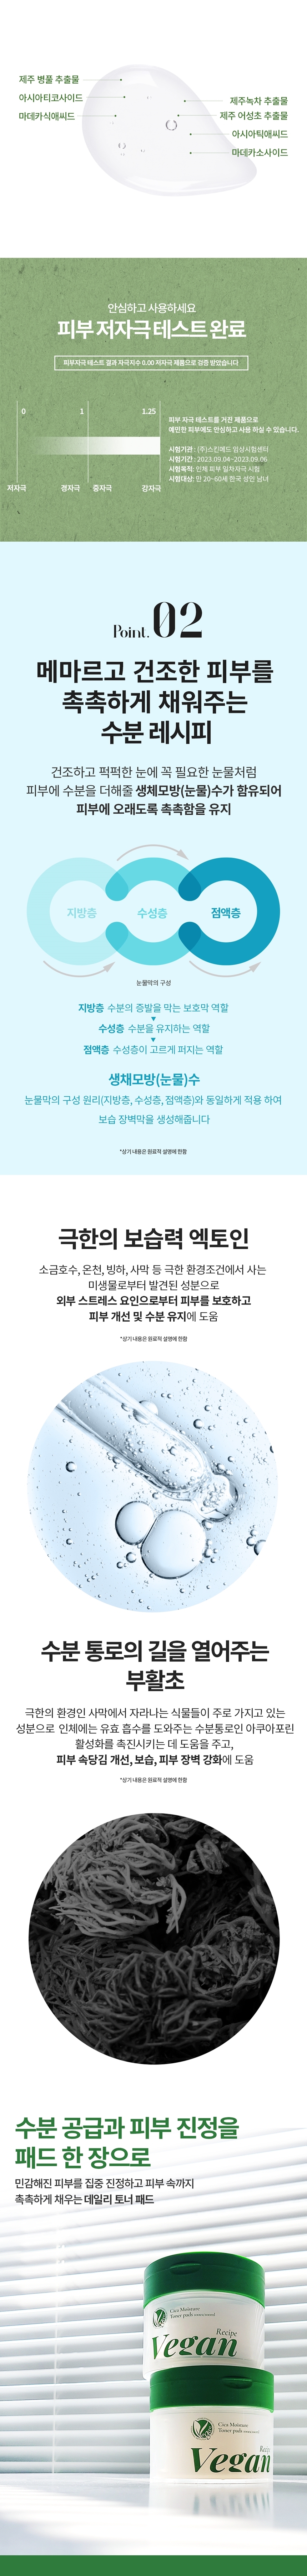 제주 병풀 추출물
아시아티코사이드
마데카식애씨드
제주녹차 추출물
제주 어성초 추출물
아시아틱애씨드
마데카소사이드
안심하고 사용하세요
피부 저자극 테스트 완료
피부자극 테스트 결과 자극지수 0.00 저자극 제품으로 검증 받았습니다
0
1
1.25
저자극
경자극
중자극
강자극
피부 자극 테스트를 거친 제품으로
예민한 피부에도 안심하고 사용 하실 수 있습니다.
시험기관 : (주)스킨메드 임상시험센터
시험기간 : 2023.09.04~2023.09.06
시험목적: 인체 피부 일차자극 시험
시험대상: 만 20~60세 한국 성인 남녀
Point. 02
메마르고 건조한 피부를
촉촉하게 채워주는
수분 레시피
건조하고 퍽퍽한 눈에 꼭 필요한 눈물처럼
피부에 수분을 더해줄 생체모방(눈물)수가 함유되어
피부에 오래도록 촉촉함을 유지
지방층
수성층
점액층
눈물막의 구성
지방층 수분의 증발을 막는 보호막 역할
수성층 수분을 유지하는 역할
점액층 수성층이 고르게 퍼지는 역할
생채모방(눈물)수
눈물막의 구성 원리(지방층, 수성층, 점액층)와 동일하게 적용 하여
보습 장벽막을 생성해줍니다
*상기 내용은 원료적 설명에 한함
극한의 보습력 엑토인
소금호수, 온천, 빙하, 사막 등 극한 환경조건에서 사는
미생물로부터 발견된 성분으로
외부 스트레스 요인으로부터 피부를 보호하고
피부 개선 및 수분 유지에 도움
*상기 내용은 원료적 설명에 한함
수분 통로의 길을 열어주는
부활초
극한의 환경인 사막에서 자라나는 식물들이 주로 가지고 있는
성분으로 인체에는 유효 흡수를 도와주는 수분통로인 아쿠아포린
활성화를 촉진시키는 데 도움을 주고,
피부 속당김 개선, 보습, 피부 장벽 강화에 도움
*상기 내용은 원료적 설명에 한함
수분 공급과 피부 진정을
패드 한 장으로
민감해진 피부를 집중 진정하고 피부 속까지
촉촉하게 채우는 데일리 토너 패드
Cica Moisture
Toner pads
Recipe
Vegan
Cica Moisture
Toner pads
Vegan